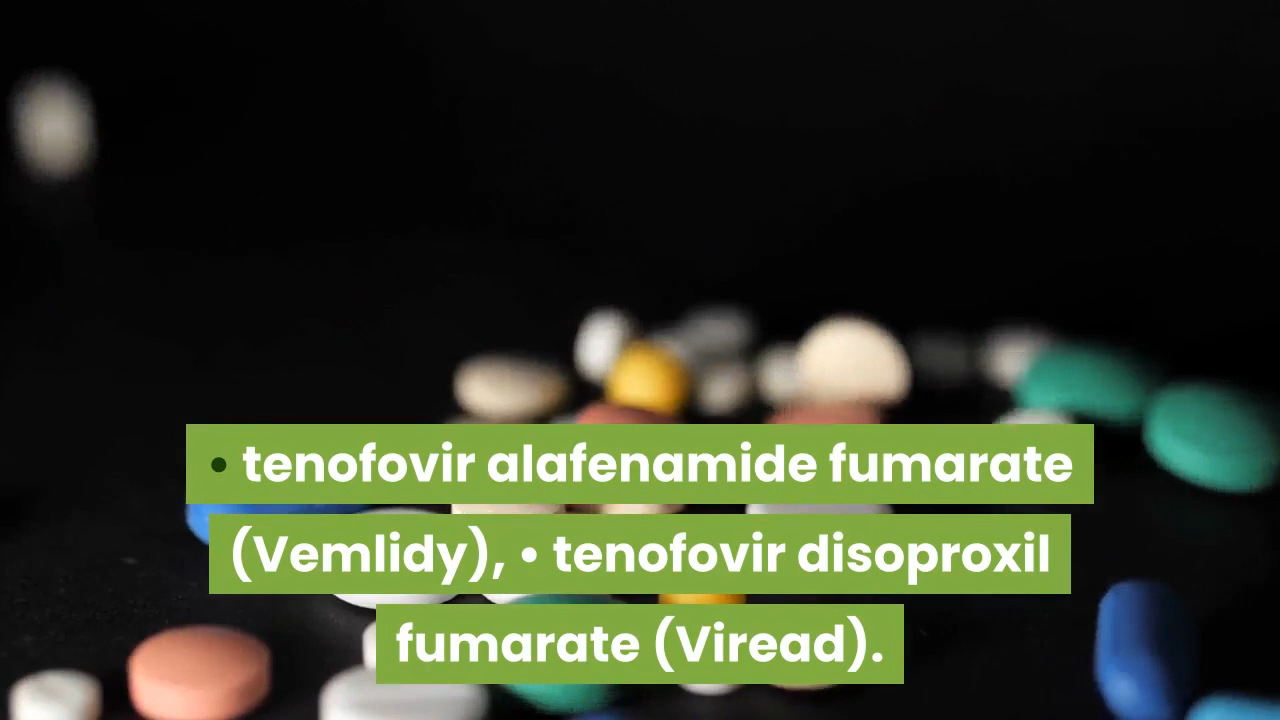 • tenofovir alafenamide fumarate
(Vemlidy), • tenofovir disoproxil
fumarate (Viread).